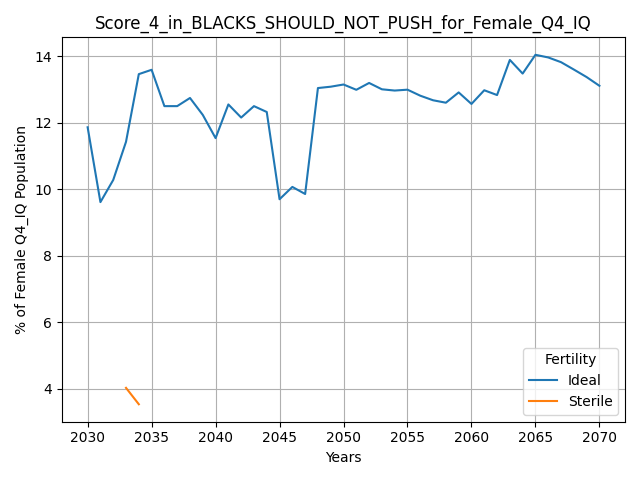 Score_4_in_BLACKS_SHOULD_NOT_PUSH_for_Female_Q4_IQ
% of Female Q4_IQ Population
14
12
10
8
6
4
2030 2035 2040 2045 2050 2055 2060 2065 2070
Years
Fertility
Ideal
Sterile